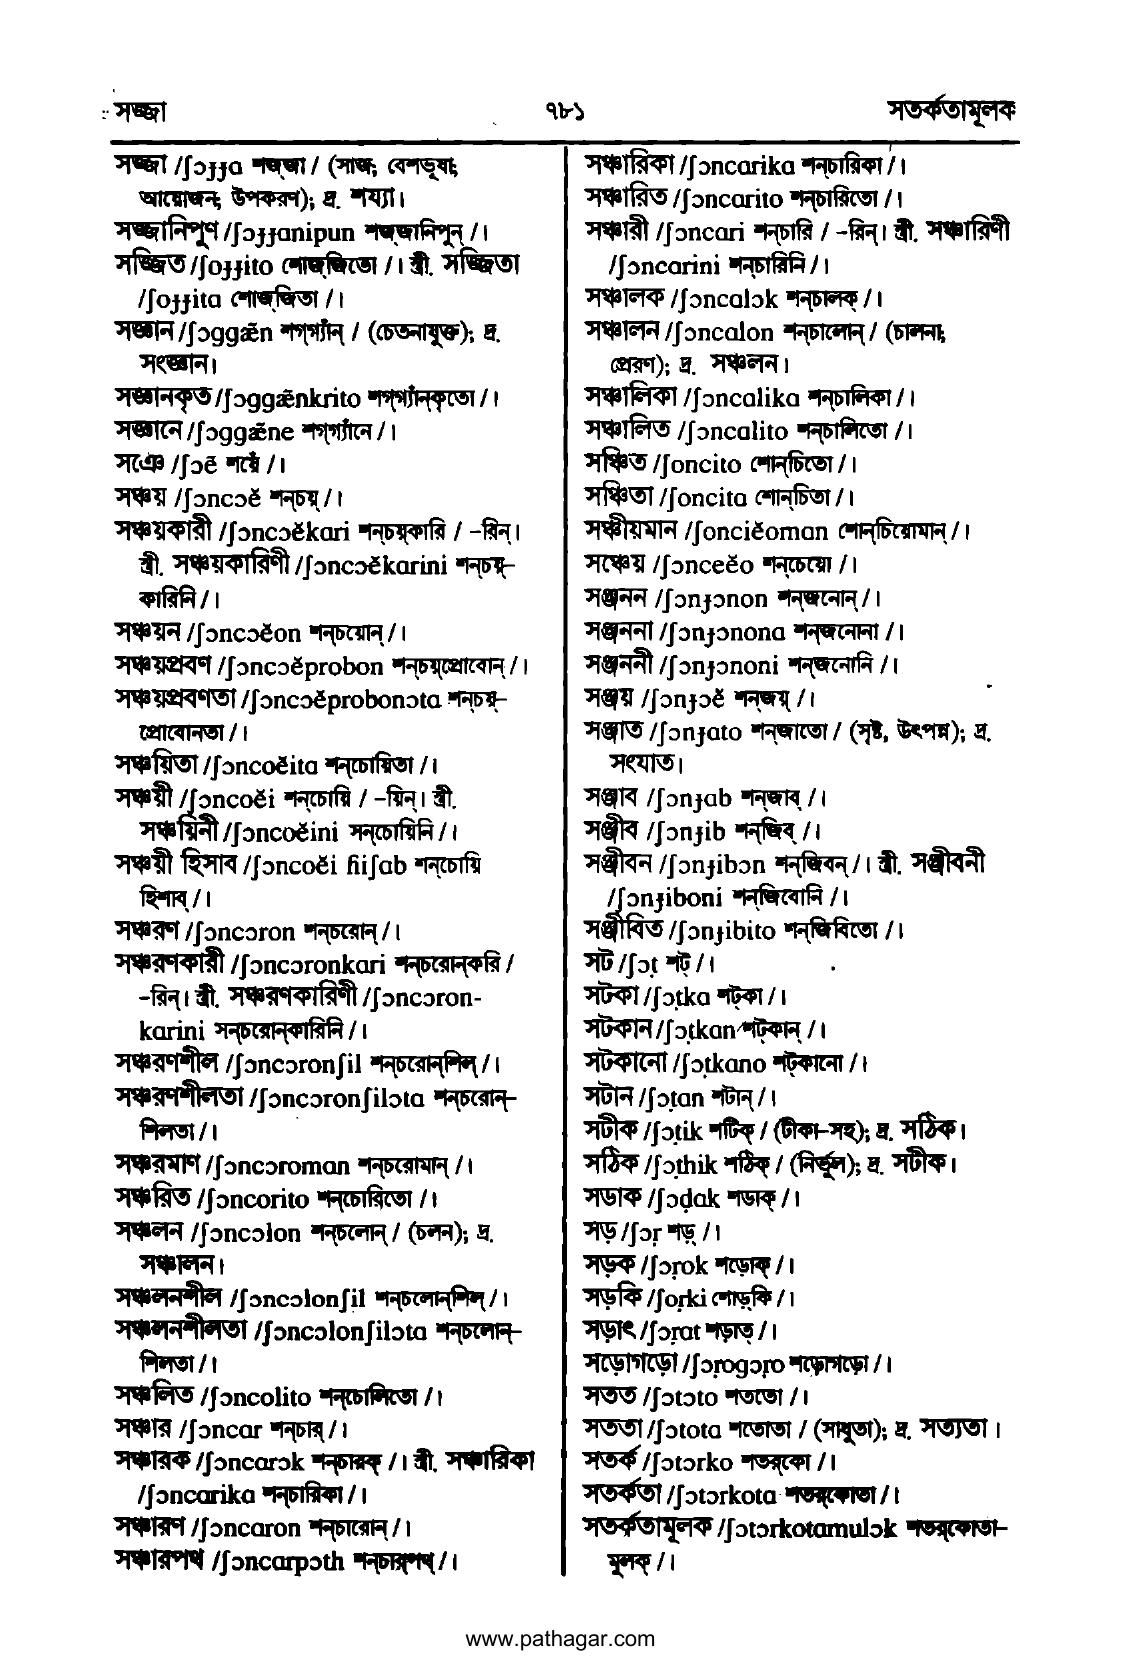 সজ্জা ৭৮১ সতর্কতামূলক
সজ্জা /ʃɔɟɟa শজ্‌জা / (সাজ; বেশভূষা;
আয়োজন; উপকরণ); দ্র. শয্যা।
সজ্জানিপুণ /ʃɔɟɟanipun শজ্‌জানিপুন্ /।
সজ্জিত /ʃoɟɟito শোজ্‌জিতো /। স্ত্রী. সজ্জিতা
/ʃoɟɟita শোজ্‌জিতা /।
সজ্ঞান /ʃɔggæ̃n শগ্‌গ্যাঁন্ / (চেতনাযুক্ত); দ্র.
সংজ্ঞান।
সজ্ঞানকৃত /ʃɔggæ̃nkrito শগ্‌গ্যাঁন্‌কৃতো /।
সজ্ঞানে /ʃɔggæ̃ne শগ্‌গ্যাঁনে /।
সঞে /ʃɔẽ শয়েঁ /।
সঞ্চয় /ʃɔncɔĕ শন্‌চয়্ /।
সঞ্চয়কারী /ʃɔncɔĕkari শন্‌চয়্‌কারি / -রিন্।
স্ত্রী. সঞ্চয়কারিণী /ʃɔncɔĕkarini শন্‌চয়্‌-
কারিনি /।
সঞ্চয়ন /ʃɔncɔĕon শন্‌চয়োন্ /।
সঞ্চয়প্রবণ /ʃɔncɔĕprobon শন্‌চয়্‌প্রোবোন্ /।
সঞ্চয়প্রবণতা /ʃɔncɔĕprobonɔta শন্‌চয়্‌-
প্রোবোনতা /।
সঞ্চয়িতা /ʃɔncoĕita শন্‌চোয়িতা /।
সঞ্চয়ী /ʃɔncoĕi শন্‌চোয়ি / -য়িন্। স্ত্রী.
সঞ্চয়িনী /ʃɔncoĕini সন্‌চোয়িনি /।
সঞ্চয়ী হিসাব /ʃɔncoĕi ɦiʃab শন্‌চোয়ি
হিশাব্ /।
সঞ্চরণ /ʃɔncɔron শন্‌চরোন্ /।
সঞ্চরণকারী /ʃɔncɔronkari শন্‌চরোন্‌করি /
-রিন্। স্ত্রী. সঞ্চরণকারিণী /ʃɔncɔron-
karini সন্‌চরোন্‌কারিনি /।
সঞ্চরণশীল /ʃɔncɔronʃil শন্‌চরোন্‌শিল্ /।
সঞ্চরণশীলতা /ʃɔncɔronʃilɔta শন্‌চরোন্‌-
শিলতা /।
সঞ্চরমাণ /ʃɔncɔroman শন্‌চরোমান্ /।
সঞ্চরিত /ʃɔncorito শন্‌চোরিতো /।
সঞ্চলন /ʃɔncɔlon শন্‌চলোন্ / (চলন); দ্র.
সঞ্চালন।
সঞ্চলনশীল /ʃɔncɔlonʃil শন্‌চলোন্‌শিল্ /।
সঞ্চলনশীলতা /ʃɔncɔlonʃilɔta শন্‌চলোন্‌-
শিলতা /।
সঞ্চলিত /ʃɔncolito শন্‌চোলিতো /।
সঞ্চার /ʃɔncar শন্‌চার্ /।
সঞ্চারক /ʃɔncarɔk শন্‌চারক্ /। স্ত্রী. সঞ্চারিকা
/ʃɔncarika শন্‌চারিকা /।
সঞ্চারণ /ʃɔncaron শন্‌চারোন্ /।
সঞ্চারপথ /ʃɔncarpɔth শন্‌চার্‌পথ্ /।
সঞ্চারিকা /ʃɔncarika শন্‌চারিকা /।
সঞ্চারিত /ʃɔncarito শন্‌চারিতো /।
সঞ্চারী /ʃɔncari শন্‌চারি / -রিন্। স্ত্রী. সঞ্চারিণী
/ʃɔncarini শন্‌চারিনি /।
সঞ্চালক /ʃɔncalɔk শন্‌চালক্ /।
সঞ্চালন /ʃɔncalon শন্‌চালোন্ / (চালনা;
প্রেরণ); দ্র. সঞ্চলন।
সঞ্চালিকা /ʃɔncalika শন্‌চালিকা /।
সঞ্চালিত /ʃɔncalito শন্‌চালিতো /।
সঞ্চিত /ʃoncito শোন্‌চিতো /।
সঞ্চিতা /ʃoncita শোন্‌চিতা /।
সঞ্চীয়মান /ʃonciĕoman শোন্‌চিয়োমান্ /।
সঞ্চেয় /ʃɔnceĕo শন্‌চেয়ো /।
সঞ্জনন /ʃɔnɟɔnon শন্‌জনোন্ /।
সঞ্জননা /ʃɔnɟɔnona শন্‌জনোনা /।
সঞ্জননী /ʃɔnɟɔnoni শন্‌জনোনি /।
সঞ্জয় /ʃɔnɟɔĕ শন্‌জয়্ /।
সঞ্জাত /ʃɔnɟato শন্‌জাতো / (সৃষ্ট, উৎপন্ন); দ্র.
সংযাত।
সঞ্জাব /ʃɔnɟab শন্‌জাব্ /।
সঞ্জীব /ʃɔnɟib শন্‌জিব্ /।
সঞ্জীবন /ʃɔnɟibɔn শন্‌জিবন্ /। স্ত্রী. সঞ্জীবনী
/ʃɔnɟiboni শন্‌জিবোনি /।
সঞ্জীবিত /ʃɔnɟibito শন্‌জিবিতো /।
সট /ʃɔṭ শট্ /।
সটকা /ʃɔṭka শট্‌কা /।
সটকান /ʃɔṭkan শট্‌কান্ /।
সটকানো /ʃɔṭkano শট্‌কানো /।
সটান /ʃɔṭan শটান্ /।
সটীক /ʃɔṭik শটিক্ / (টীকা-সহ); দ্র. সঠিক।
সঠিক /ʃɔṭhik শঠিক্ / (নির্ভুল); দ্র. সটীক।
সডাক /ʃɔḍak শডাক্ /।
সড় /ʃɔṛ শড়্ /।
সড়ক /ʃɔṛok শড়োক্ /।
সড়কি /ʃoṛki শোড়্‌কি /।
সড়াৎ /ʃɔṛat শড়াত্ /।
সড়োগড়ো /ʃɔṛogɔṛo শড়োগড়ো /।
সতত /ʃɔtɔto শততো /।
সততা /ʃɔtota শতোতা / (সাধুতা); দ্র. সত্যতা।
সতর্ক /ʃɔtɔrko শতর্‌কো /।
সতর্কতা /ʃɔtɔrkota শতর্‌কোতা /।
সতর্কতামূলক /ʃɔtɔrkotamulɔk শতর্‌কোতা-
মূলক্ /।
www.pathagar.com